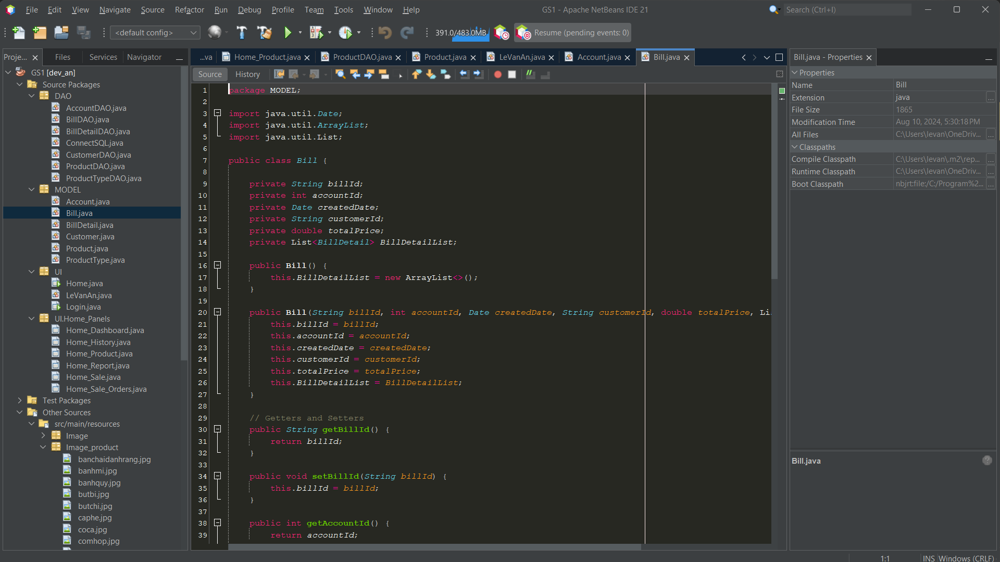 File Edit View Navigate Source Refactor Run Debug Profile Team Tools Window Help
GS1 - Apache NetBeans IDE 21
Search (Ctrl+I)
<default config>
391.0/483.0MB
Resume (pending events: 0)
Proje...
Files
Services
Navigator
GS1 [dev_an]
Source Packages
DAO
AccountDAO.java
BillDAO.java
BillDetailDAO.java
ConnectSQL.java
CustomerDAO.java
ProductDAO.java
ProductTypeDAO.java
MODEL
Account.java
Bill.java
BillDetail.java
Customer.java
Product.java
ProductType.java
UI
Home.java
LeVanAn.java
Login.java
UI.Home_Panels
Home_Dashboard.java
Home_History.java
Home_Product.java
Home_Report.java
Home_Sale.java
Home_Sale_Orders.java
Test Packages
Other Sources
src/main/resources
Image
Image_product
banchaidanhrang.jpg
banhmi.jpg
banhquy.jpg
butbi.jpg
butchi.jpg
caphe.jpg
coca.jpg
comhop.jpg
...va
Home_Product.java
ProductDAO.java
Product.java
LeVanAn.java
Account.java
Bill.java
Source
History
1 package MODEL;
2
3 import java.util.Date;
4 import java.util.ArrayList;
5 import java.util.List;
6
7 public class Bill {
8
9 private String billId;
10 private int accountId;
11 private Date createdDate;
12 private String customerId;
13 private double totalPrice;
14 private List<BillDetail> BillDetailList;
15
16 public Bill() {
17 this.BillDetailList = new ArrayList<>();
18 }
19
20 public Bill(String billId, int accountId, Date createdDate, String customerId, double totalPrice, Li
21 this.billId = billId;
22 this.accountId = accountId;
23 this.createdDate = createdDate;
24 this.customerId = customerId;
25 this.totalPrice = totalPrice;
26 this.BillDetailList = BillDetailList;
27 }
28
29 // Getters and Setters
30 public String getBillId() {
31 return billId;
32 }
33
34 public void setBillId(String billId) {
35 this.billId = billId;
36 }
37
38 public int getAccountId() {
39 return accountId;
Bill.java - Properties
Properties
Name Bill
Extension java
File Size 1865
Modification Time Aug 10, 2024, 5:30:18 PM
All Files C:\Users\levan\OneDriv...
Classpaths
Compile Classpath C:\Users\levan\.m2\rep...
Runtime Classpath C:\Users\levan\OneDriv...
Boot Classpath nbjrt:file:/C:/Program%2...
Bill.java
1:1 INS Windows (CRLF)